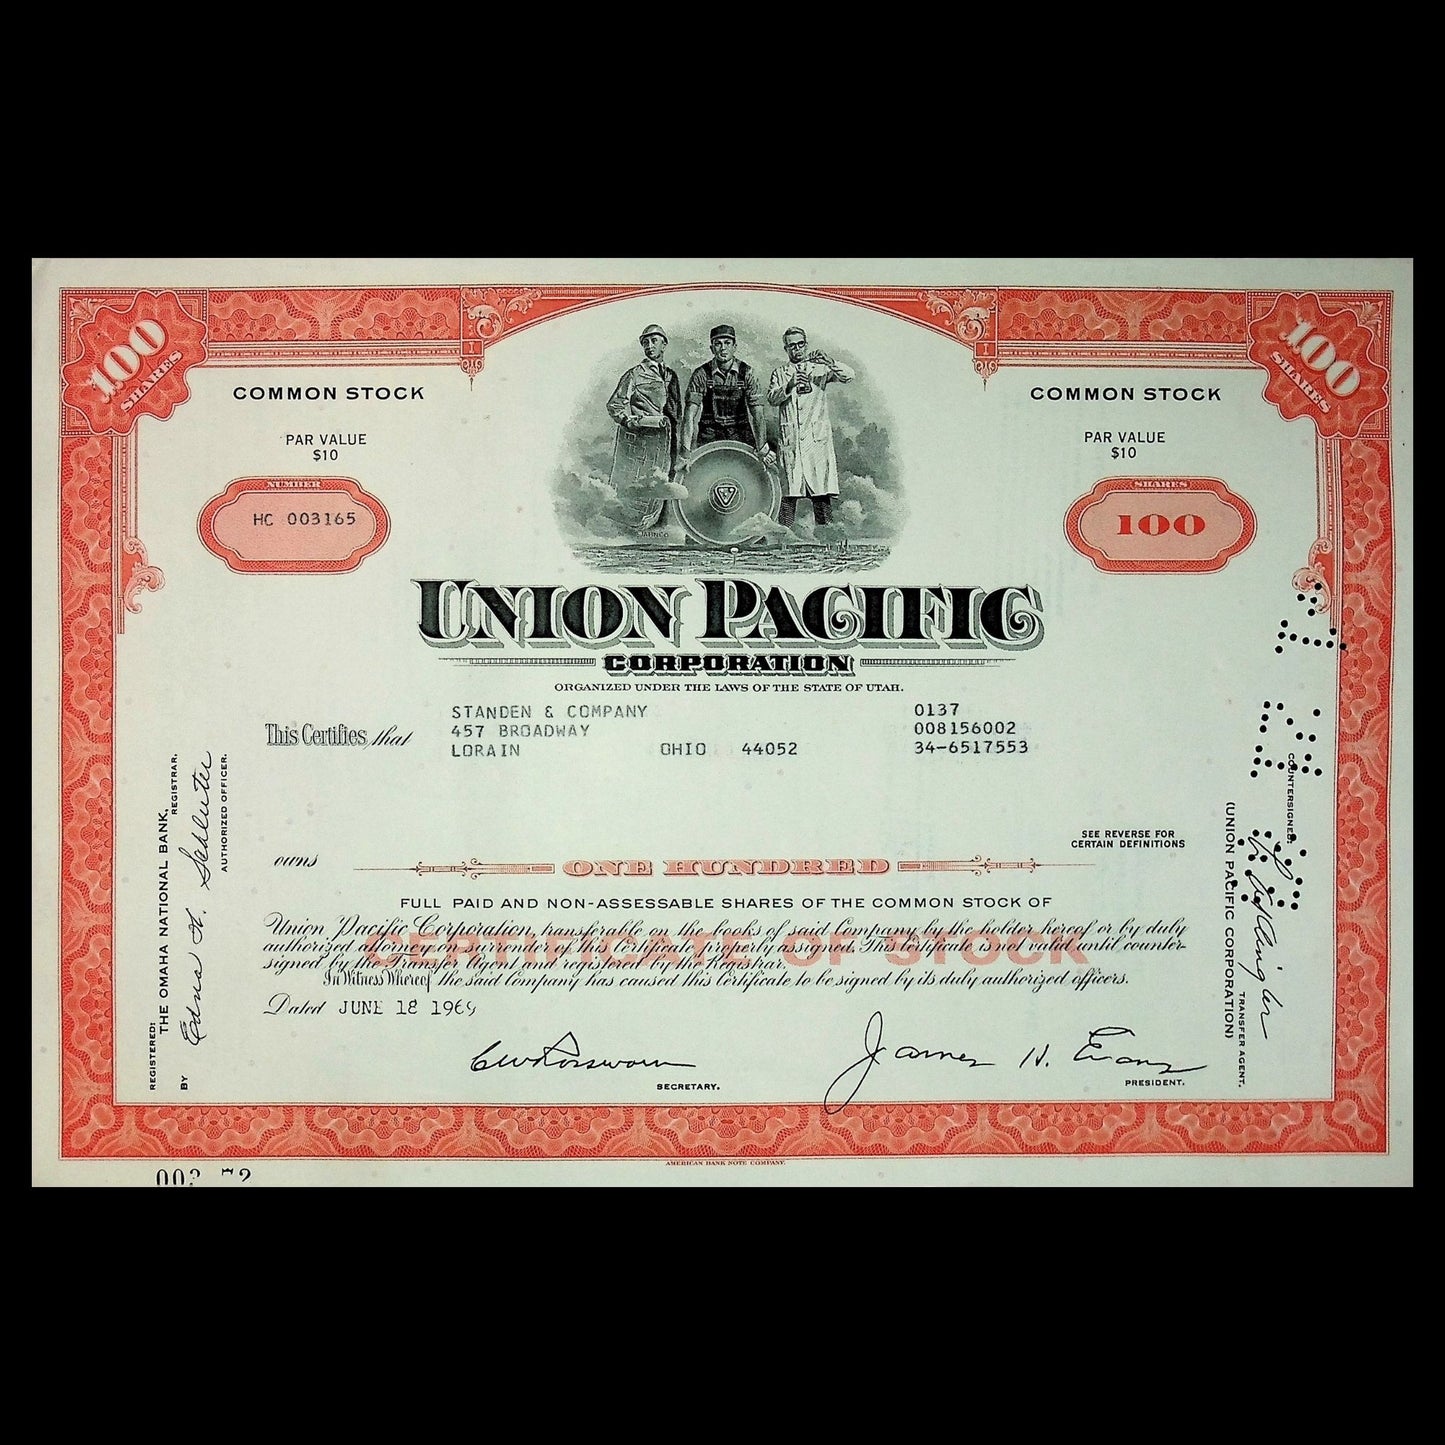 100
SHARES
100
SHARES
COMMON STOCK
COMMON STOCK
PAR VALUE
$10
PAR VALUE
$10
NUMBER
HC 003165
SHARES
100
UNION PACIFIC
CORPORATION
ORGANIZED UNDER THE LAWS OF THE STATE OF UTAH.
This Certifies that
STANDEN & COMPANY 0137
457 BROADWAY 008156002
LORAIN OHIO 44052 34-6517553
SEE REVERSE FOR
CERTAIN DEFINITIONS
owns
ONE HUNDRED
FULL PAID AND NON-ASSESSABLE SHARES OF THE COMMON STOCK OF
CERTIFICATE OF STOCK
Union Pacific Corporation, transferable on the books of said Company by the holder hereof or by duly
authorized attorney on surrender of this Certificate properly assigned. This Certificate is not valid until counter-
signed by the Transfer Agent and registered by the Registrar.
In Witness Whereof the said Company has caused this Certificate to be signed by its duly authorized officers.
Dated JUNE 18 1969
SECRETARY.
James H. Evans
PRESIDENT.
REGISTERED:
THE OMAHA NATIONAL BANK,
REGISTRAR.
BY
Edna A. Schluter
AUTHORIZED OFFICER.
COUNTERSIGNED:
(UNION PACIFIC CORPORATION)
TRANSFER AGENT.
AMERICAN BANK NOTE COMPANY.